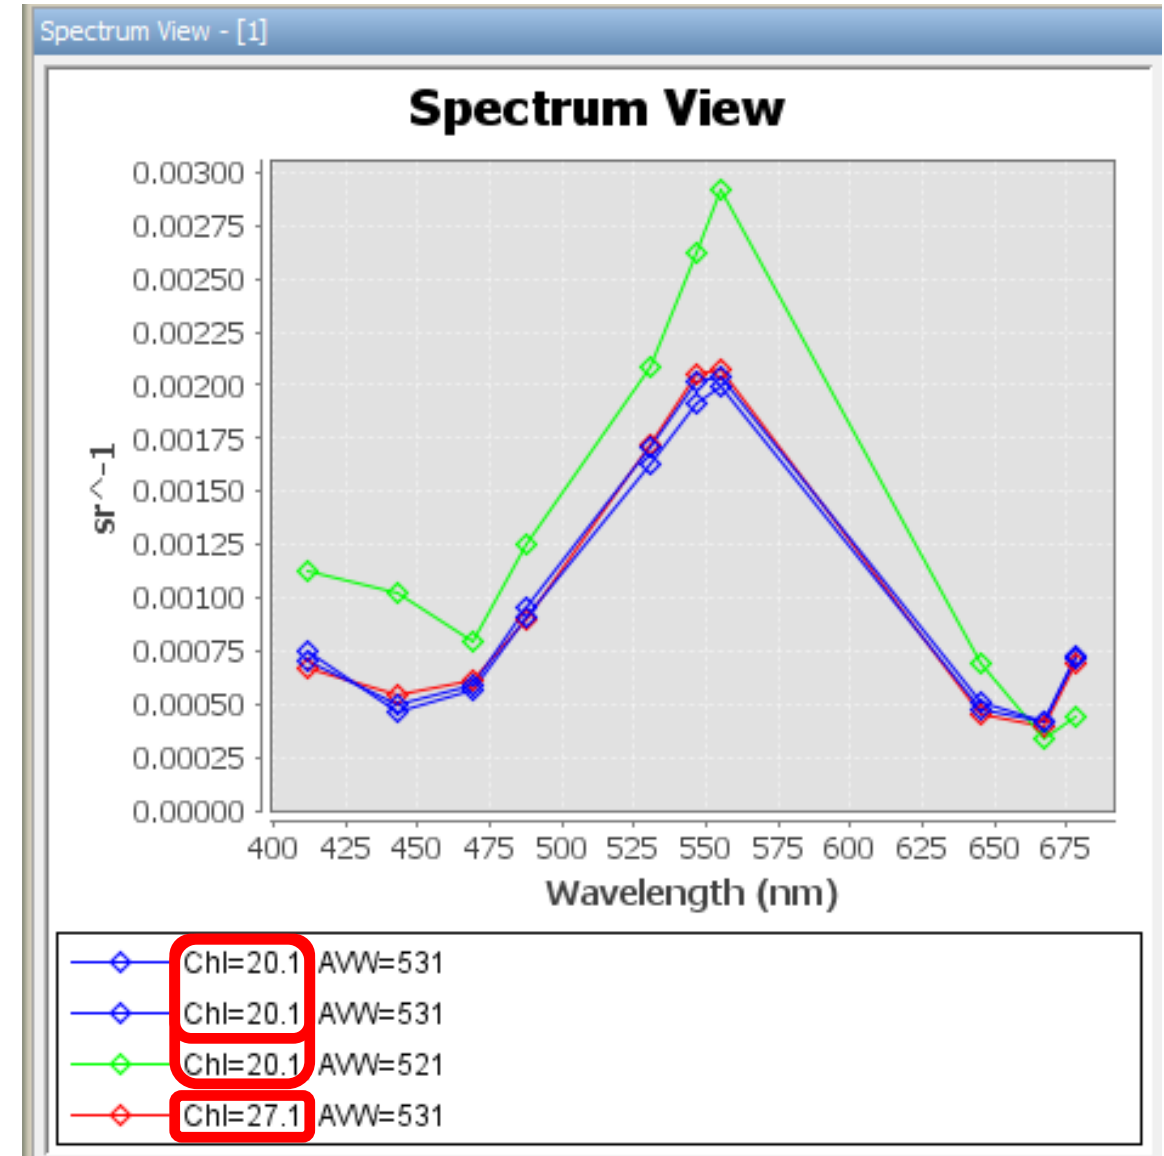 Spectrum View - [1]
Spectrum View
0.00300
0.00275
0.00250
0.00225
0.00200
0.00175
0.00150
0.00125
0.00100
0.00075
0.00050
0.00025
0.00000
sr^-1
400 425 450 475 500 525 550 575 600 625 650 675
Wavelength (nm)
Chl=20.1 AVW=531
Chl=20.1 AVW=531
Chl=20.1 AVW=521
Chl=27.1 AVW=531